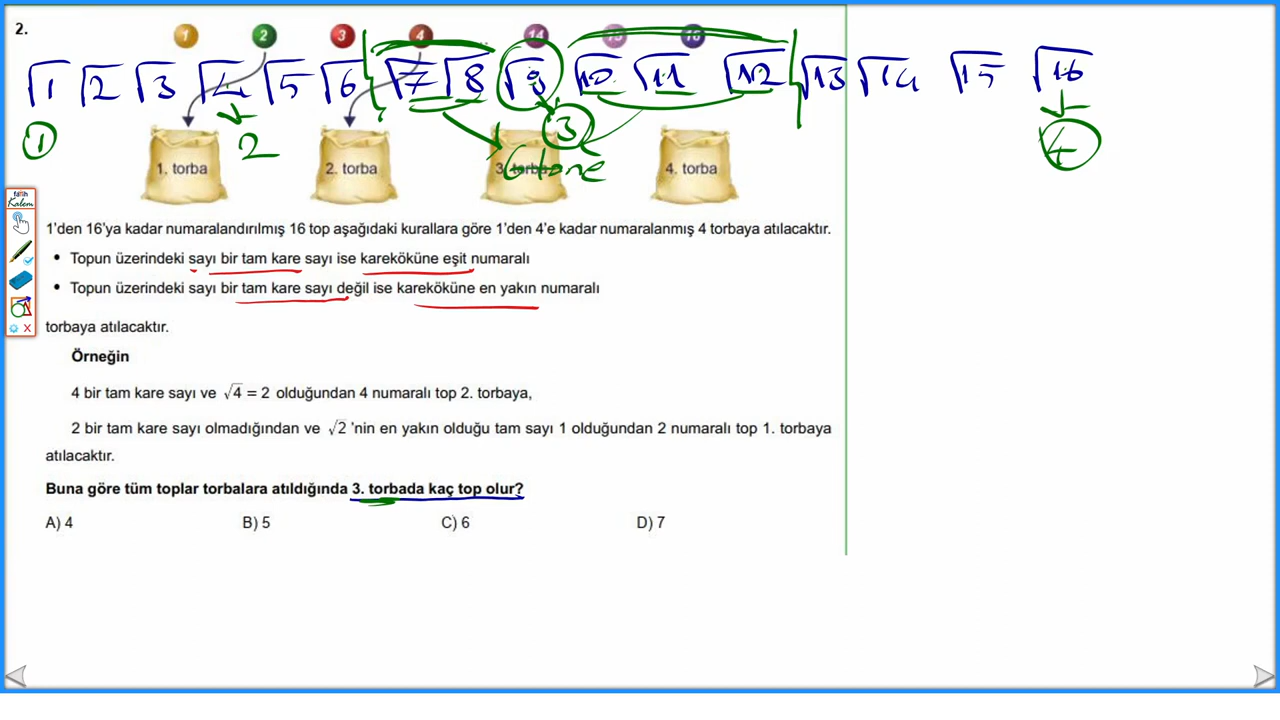 2.
1 2 3 4 14 15 16
√1 √2 √3 √4 √5 √6 √7 √8 √9 √10 √11 √12 √13 √14 √15 √16
1 2 3 4
6 tane
1. torba 2. torba 3. torba 4. torba
fatih
Kalem
1'den 16'ya kadar numaralandırılmış 16 top aşağıdaki kurallara göre 1'den 4'e kadar numaralanmış 4 torbaya atılacaktır.
• Topun üzerindeki sayı bir tam kare sayı ise kareköküne eşit numaralı
• Topun üzerindeki sayı bir tam kare sayı değil ise kareköküne en yakın numaralı
torbaya atılacaktır.
Örneğin
4 bir tam kare sayı ve √4 = 2 olduğundan 4 numaralı top 2. torbaya,
2 bir tam kare sayı olmadığından ve √2 'nin en yakın olduğu tam sayı 1 olduğundan 2 numaralı top 1. torbaya
atılacaktır.
Buna göre tüm toplar torbalara atıldığında 3. torbada kaç top olur?
A) 4 B) 5 C) 6 D) 7